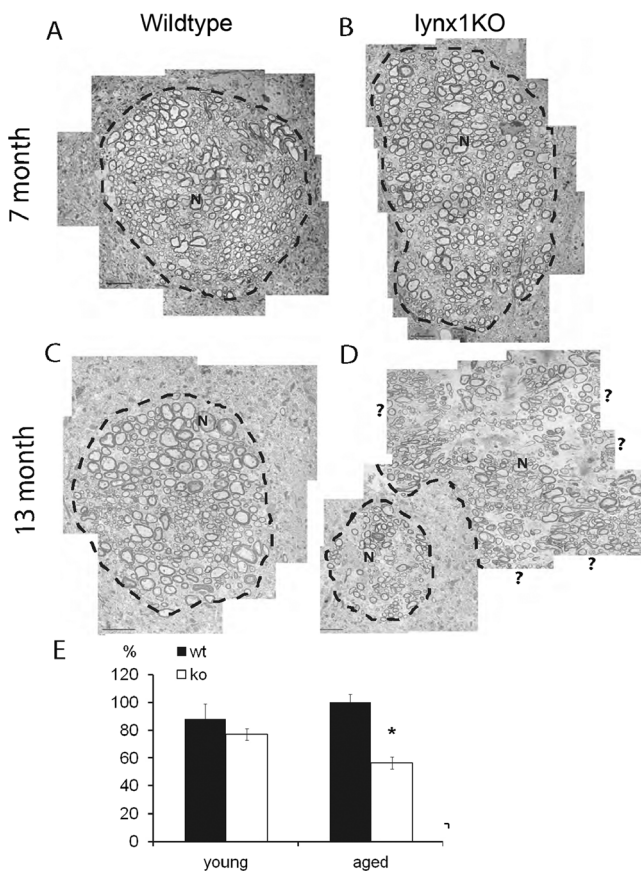 Wildtype
lynx1KO
A
B
7 month
N
N
C
D
13 month
N
N
N
?
?
?
?
?
E
%
wt
ko
120
100
80
60
40
20
0
*
young
aged